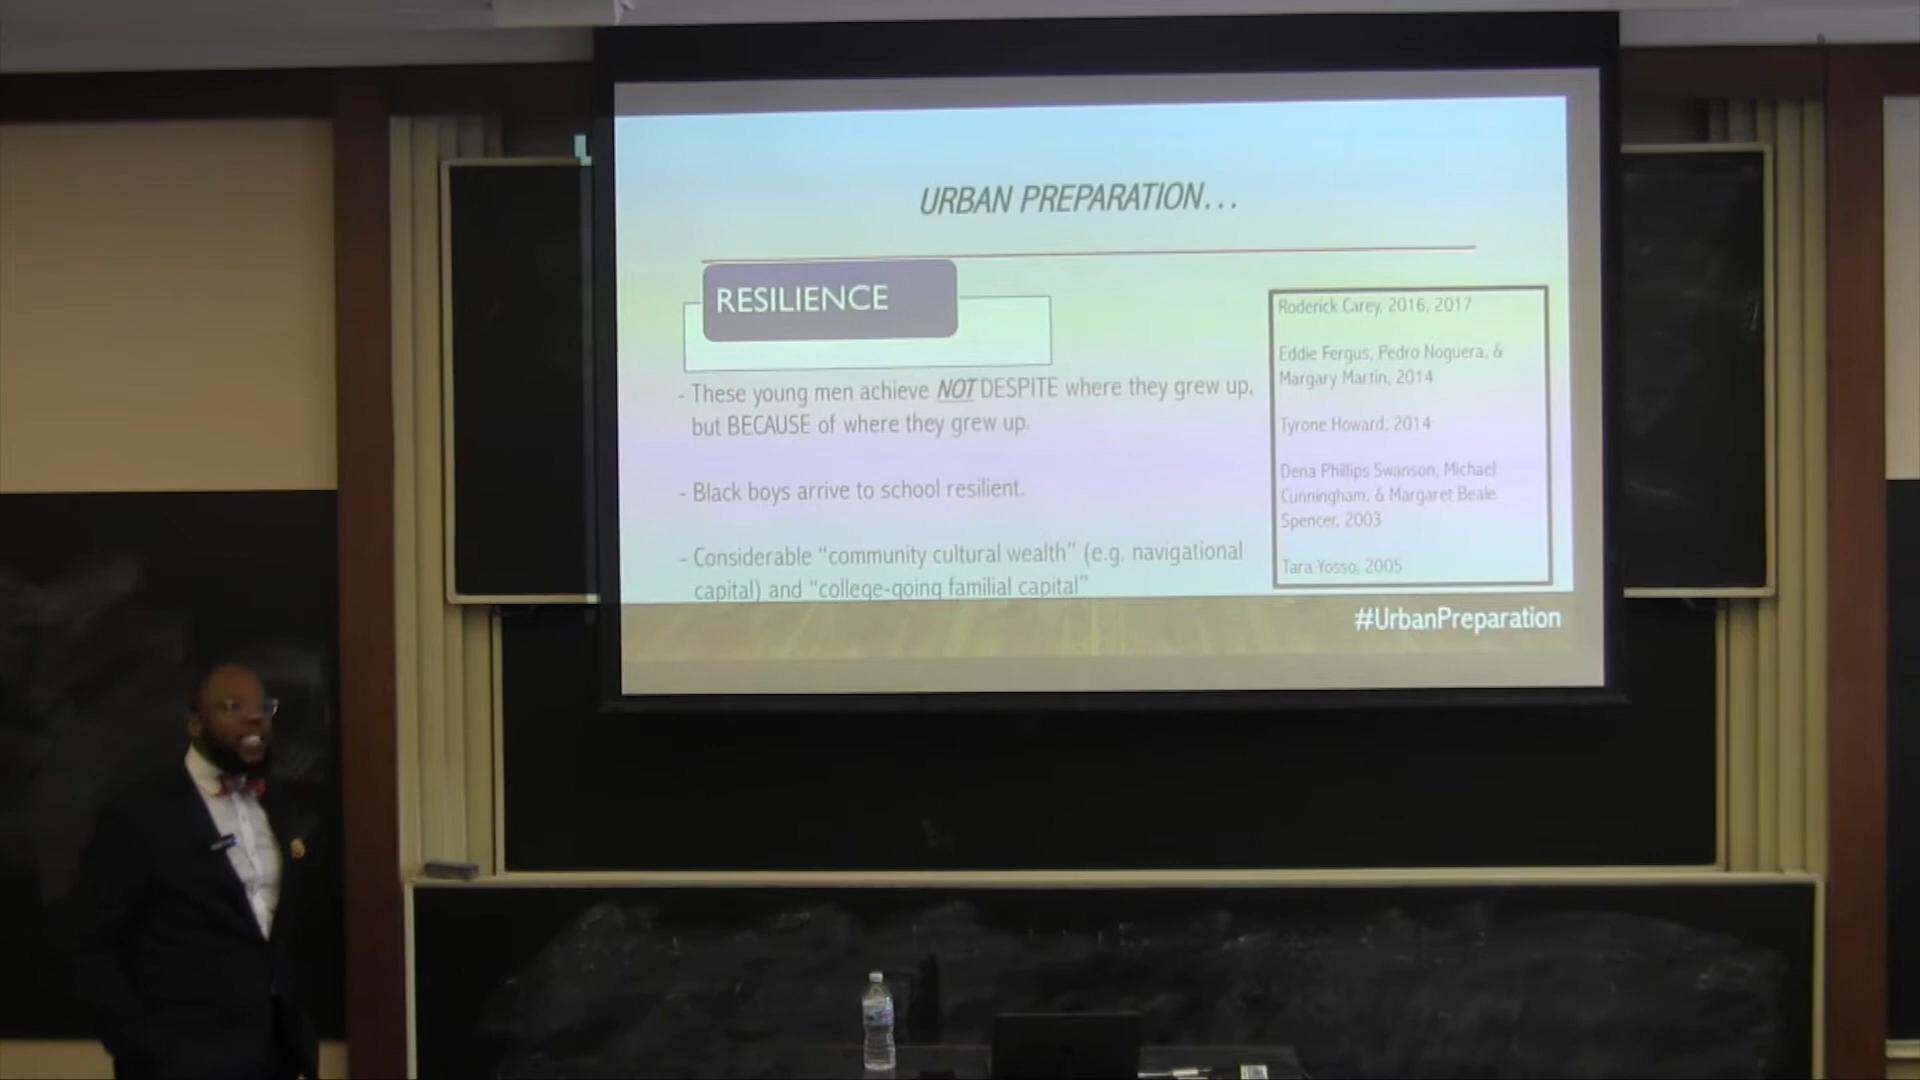 URBAN PREPARATION...
RESILIENCE
- These young men achieve NOT DESPITE where they grew up,
but BECAUSE of where they grew up.
- Black boys arrive to school resilient.
- Considerable “community cultural wealth” (e.g. navigational
capital) and “college-going familial capital”
Roderick Carey, 2016, 2017
Eddie Fergus, Pedro Noguera, &
Margary Martin, 2014
Tyrone Howard, 2014
Dena Phillips Swanson, Michael
Cunningham, & Margaret Beale
Spencer, 2003
Tara Yosso, 2005
#UrbanPreparation